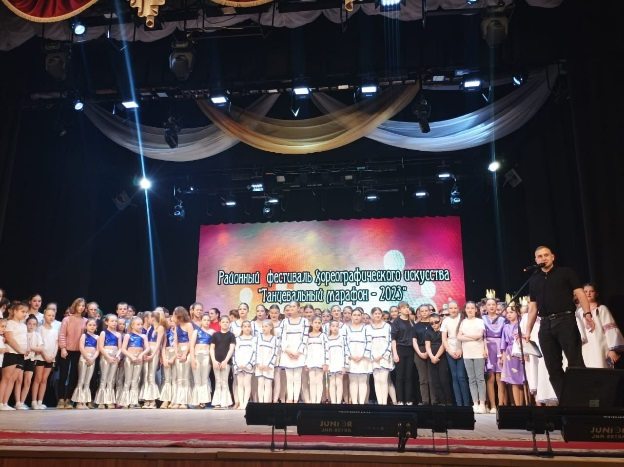 Районный фестиваль хореографического искусства
"Танцевальный марафон - 2023"
JUNIOR
JUNIOR